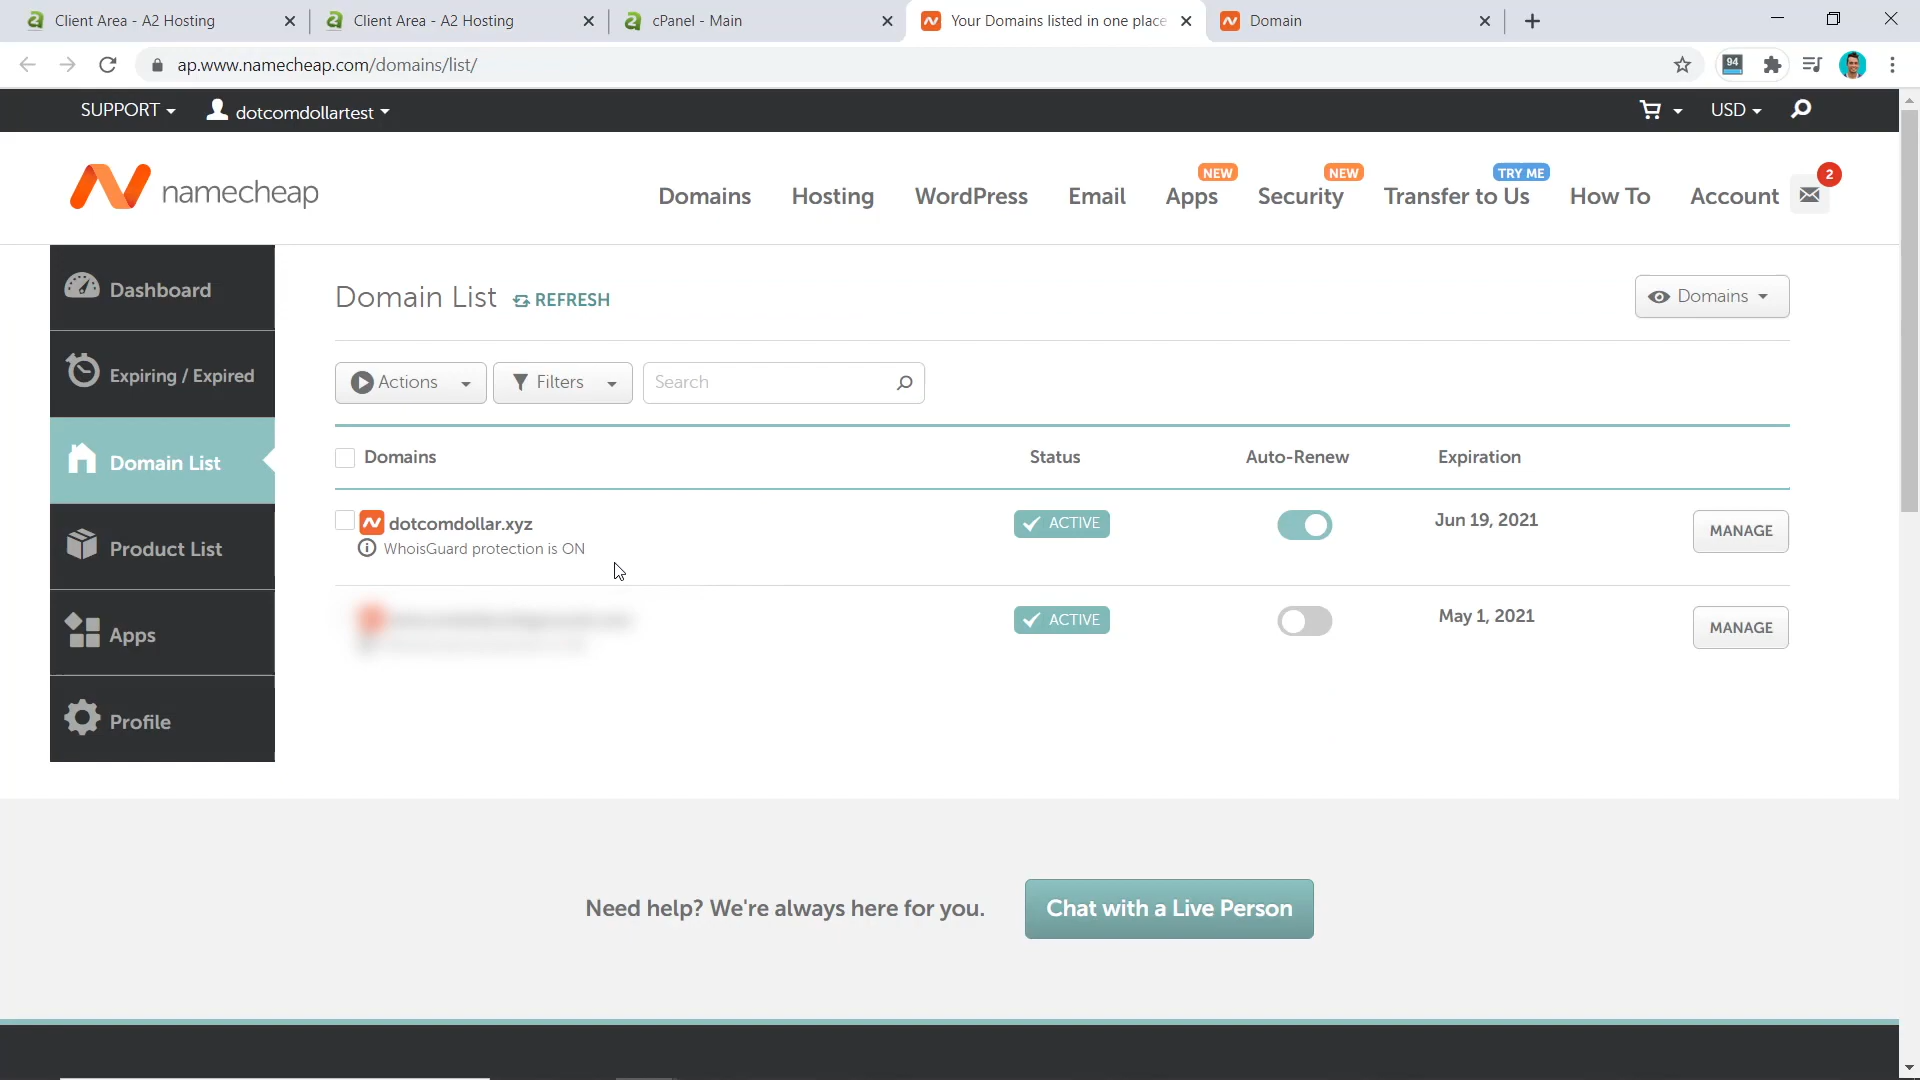 Client Area - A2 Hosting
Client Area - A2 Hosting
cPanel - Main
Your Domains listed in one place
Domain
ap.www.namecheap.com/domains/list/
94
SUPPORT
dotcomdollartest
USD
namecheap
Domains
Hosting
WordPress
Email
NEW
Apps
NEW
Security
TRY ME
Transfer to Us
How To
Account
2
Dashboard
Expiring / Expired
Domain List
Product List
Apps
Profile
Domain List
REFRESH
Domains
Actions
Filters
Search
Domains
Status
Auto-Renew
Expiration
dotcomdollar.xyz
ACTIVE
Jun 19, 2021
MANAGE
WhoisGuard protection is ON
ACTIVE
May 1, 2021
MANAGE
Need help? We're always here for you.
Chat with a Live Person